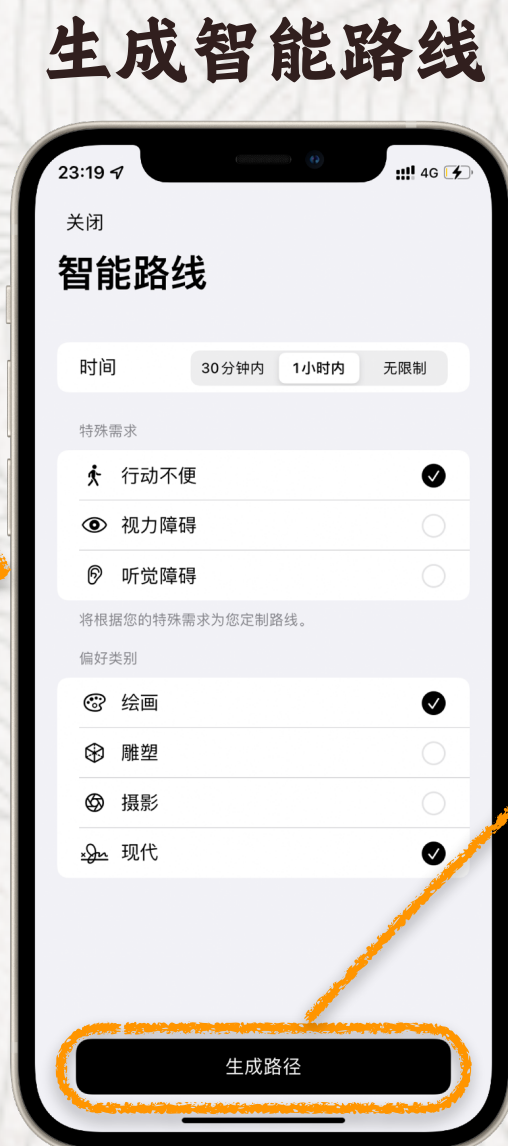 生成智能路线
23:19
4G
关闭
智能路线
时间 30分钟内 1小时内 无限制
特殊需求
行动不便
视力障碍
听觉障碍
将根据您的特殊需求为您定制路线。
偏好类别
绘画
雕塑
摄影
现代
生成路径